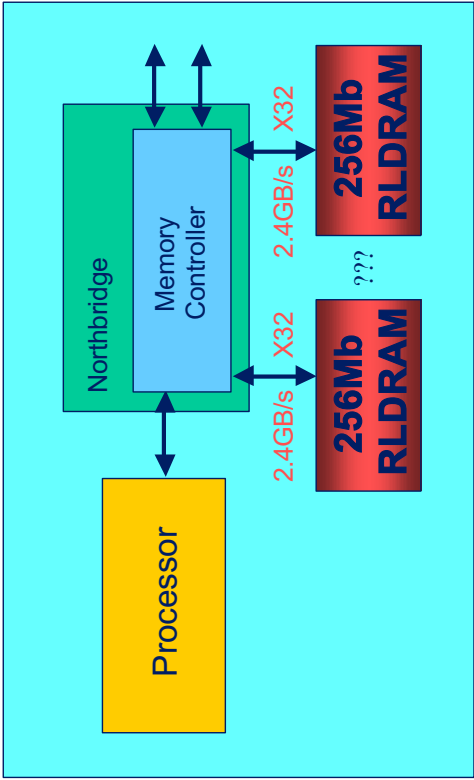 Processor
Northbridge
Memory
Controller
2.4GB/s
X32
2.4GB/s
X32
256Mb
RLDRAM
???
256Mb
RLDRAM